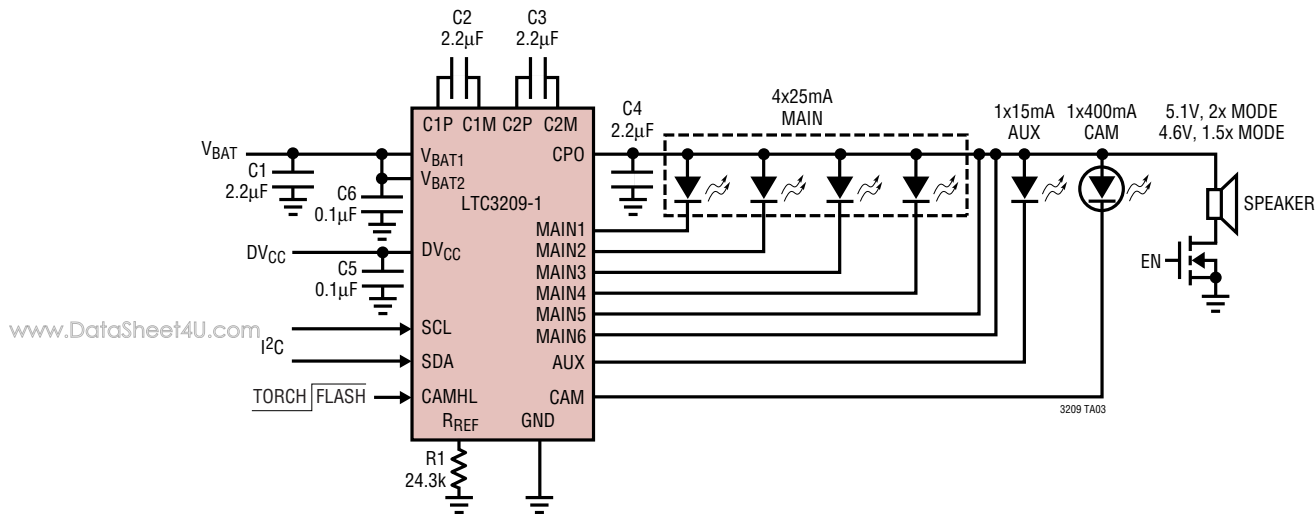 C2
2.2µF
C3
2.2µF
C1P C1M C2P C2M
C4
2.2µF
4x25mA
MAIN
1x15mA
AUX
1x400mA
CAM
5.1V, 2x MODE
4.6V, 1.5x MODE
VBAT
C1
2.2µF
C6
0.1µF
VBAT1
VBAT2
CPO
LTC3209-1
SPEAKER
EN
MAIN1
MAIN2
MAIN3
MAIN4
MAIN5
MAIN6
AUX
CAM
DVCC
C5
0.1µF
DVCC
www.DataSheet4U.com
I2C
SCL
SDA
TORCH FLASH
CAMHL
RREF
GND
R1
24.3k
3209 TA03